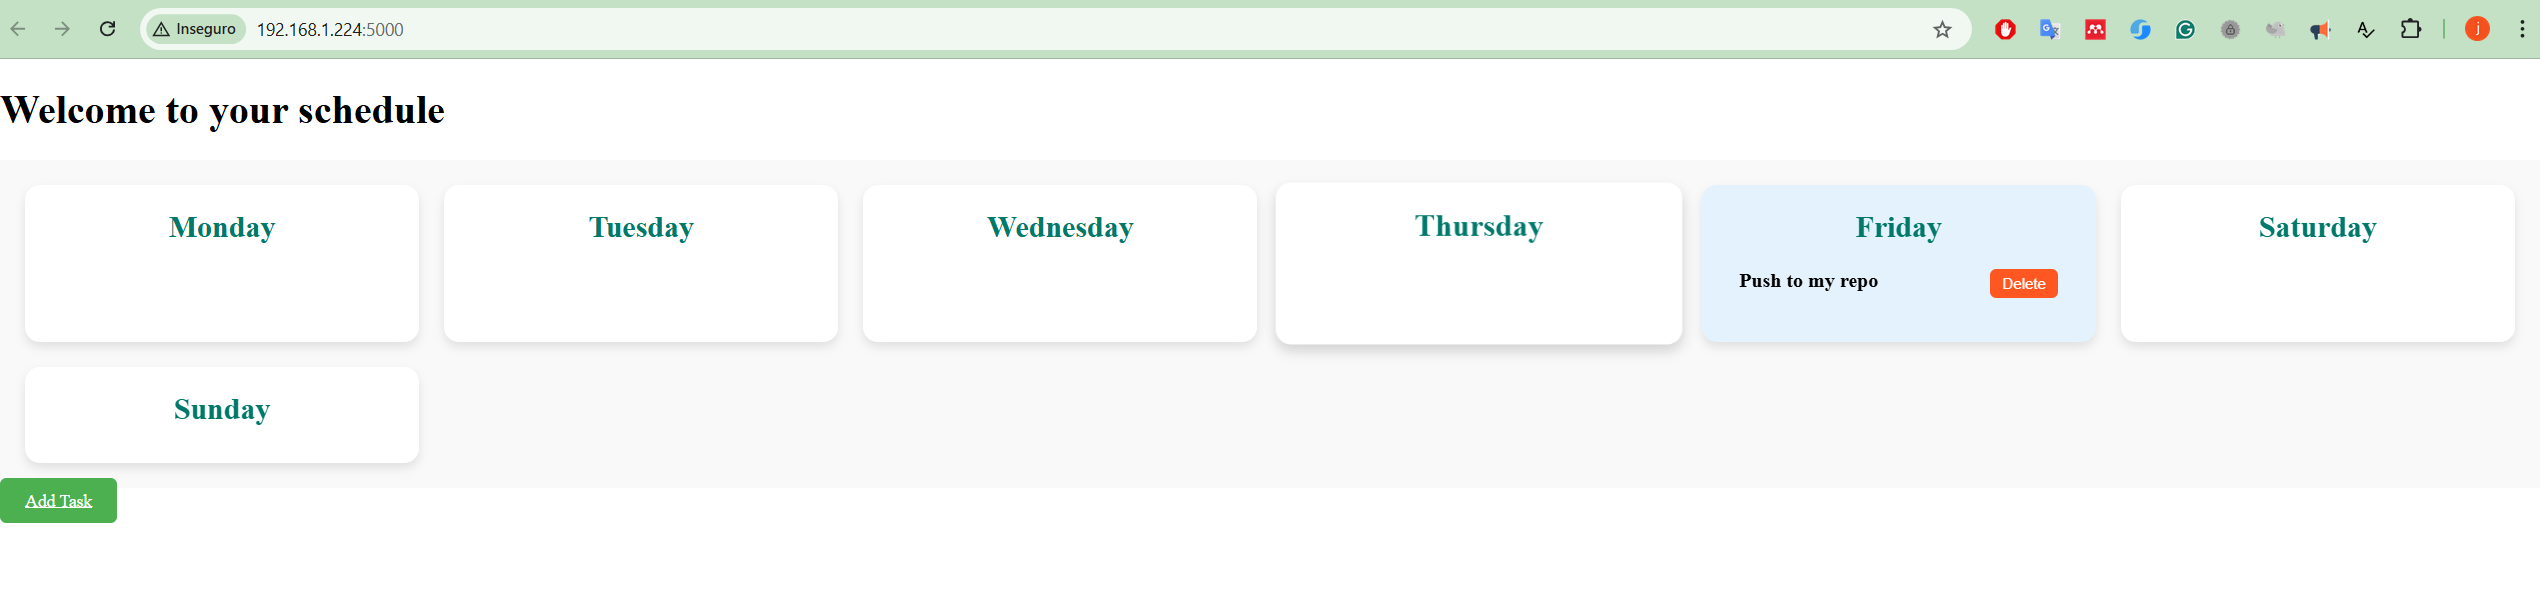 Inseguro 192.168.1.224:5000
j
Welcome to your schedule
Monday
Tuesday
Wednesday
Thursday
Friday
Push to my repo
Delete
Saturday
Sunday
Add Task